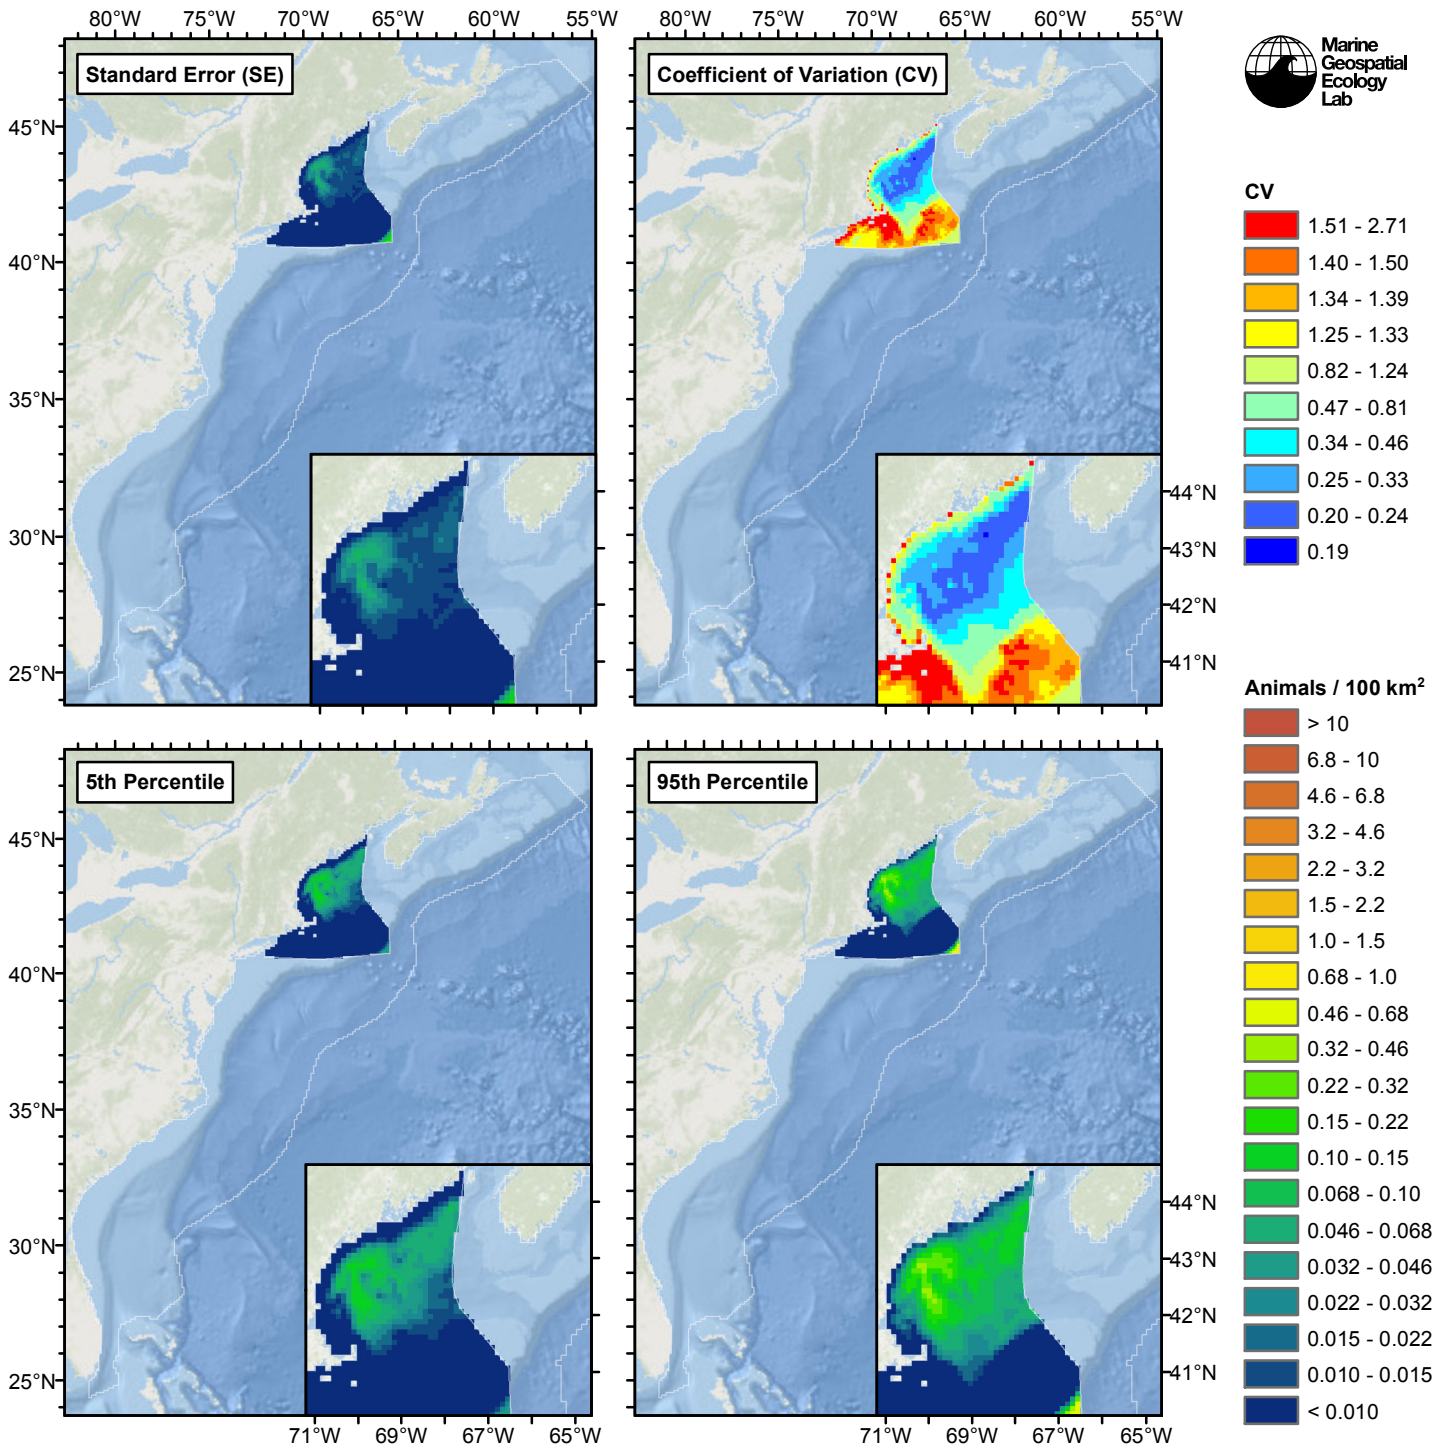 80°W 75°W 70°W 65°W 60°W 55°W
80°W 75°W 70°W 65°W 60°W 55°W
Marine
Geospatial
Ecology
Lab
Standard Error (SE)
Coefficient of Variation (CV)
45°N
40°N
35°N
30°N
25°N
44°N
43°N
42°N
41°N
CV
1.51 - 2.71
1.40 - 1.50
1.34 - 1.39
1.25 - 1.33
0.82 - 1.24
0.47 - 0.81
0.34 - 0.46
0.25 - 0.33
0.20 - 0.24
0.19
5th Percentile
95th Percentile
45°N
40°N
35°N
30°N
25°N
44°N
43°N
42°N
41°N
71°W 69°W 67°W 65°W
71°W 69°W 67°W 65°W
Animals / 100 km²
> 10
6.8 - 10
4.6 - 6.8
3.2 - 4.6
2.2 - 3.2
1.5 - 2.2
1.0 - 1.5
0.68 - 1.0
0.46 - 0.68
0.32 - 0.46
0.22 - 0.32
0.15 - 0.22
0.10 - 0.15
0.068 - 0.10
0.046 - 0.068
0.032 - 0.046
0.022 - 0.032
0.015 - 0.022
0.010 - 0.015
< 0.010